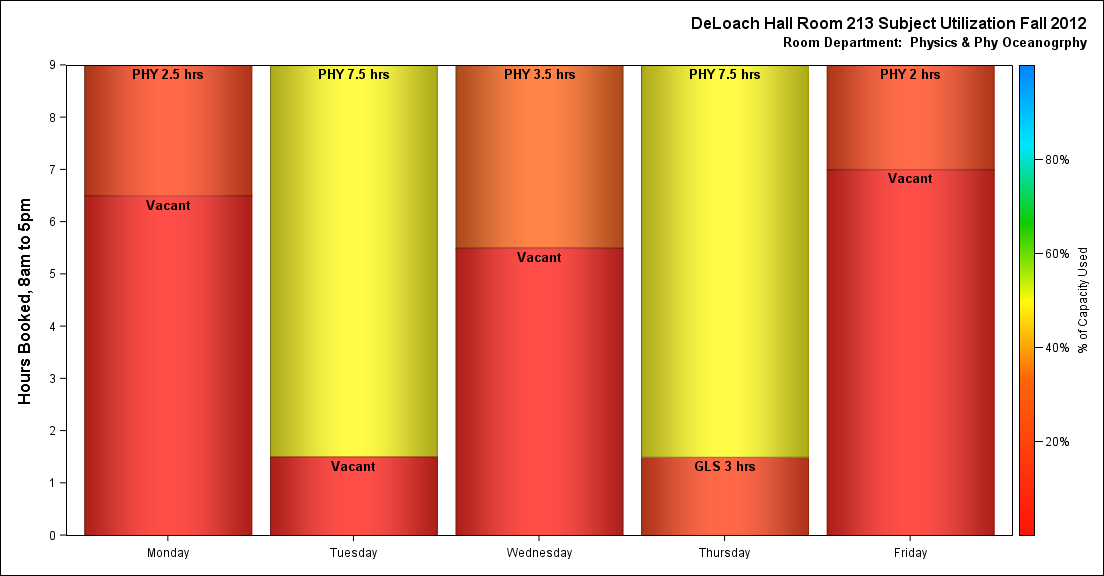 DeLoach Hall Room 213 Subject Utilization Fall 2012
Room Department:  Physics & Phy Oceanogrphy
Hours Booked, 8am to 5pm
9
8
7
6
5
4
3
2
1
0
PHY 2.5 hrs
Vacant
PHY 7.5 hrs
Vacant
PHY 3.5 hrs
Vacant
PHY 7.5 hrs
GLS 3 hrs
PHY 2 hrs
Vacant
Monday
Tuesday
Wednesday
Thursday
Friday
80%
60%
40%
20%
% of Capacity Used